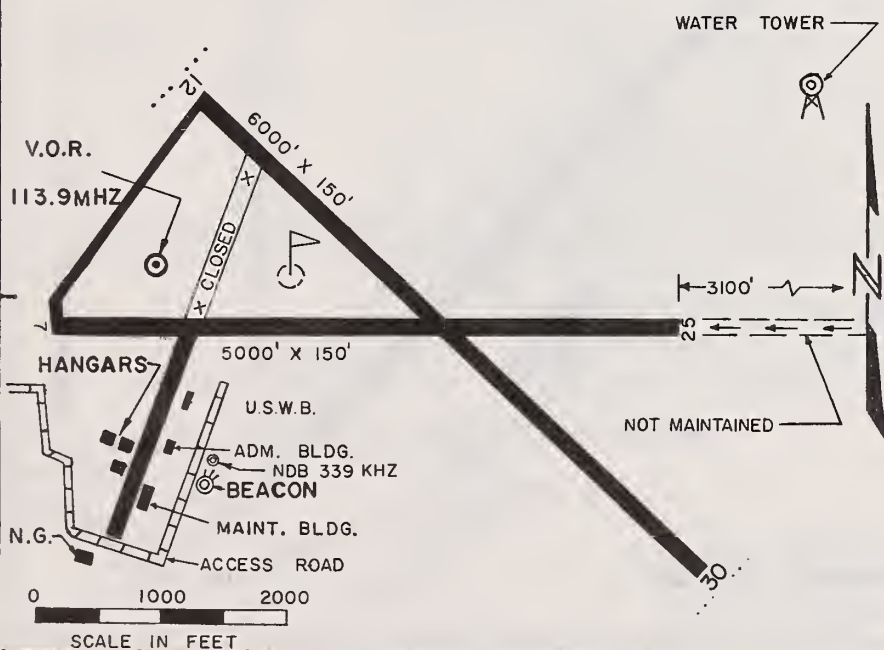 WATER TOWER
12
6000' X 150'
V.O.R.
113.9MHZ
X
CLOSED
X
N
3100'
7
25
5000' X 150'
HANGARS
U.S.W.B.
NOT MAINTAINED
ADM. BLDG.
NDB 339 KHZ
BEACON
MAINT. BLDG.
N.G.
ACCESS ROAD
30
0 1000 2000
SCALE IN FEET